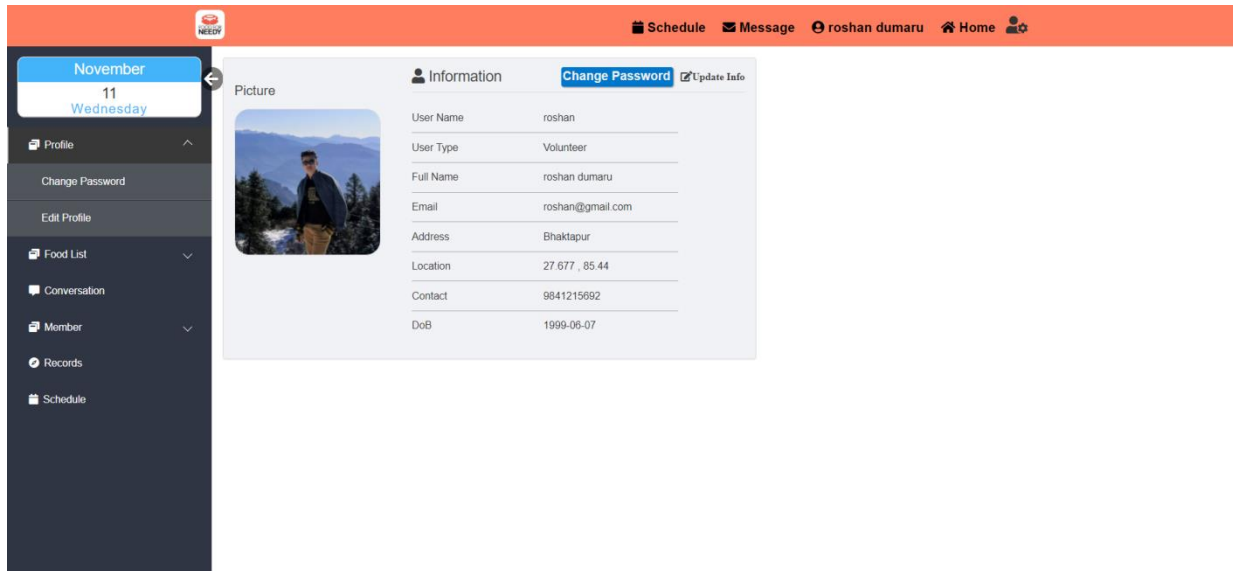 FOOD FOR
NEEDY
Schedule Message roshan dumaru Home
November
11
Wednesday
Profile
Change Password
Edit Profile
Food List
Conversation
Member
Records
Schedule
Picture
Information Change Password Update Info
User Name roshan
User Type Volunteer
Full Name roshan dumaru
Email roshan@gmail.com
Address Bhaktapur
Location 27.677 , 85.44
Contact 9841215692
DoB 1999-06-07